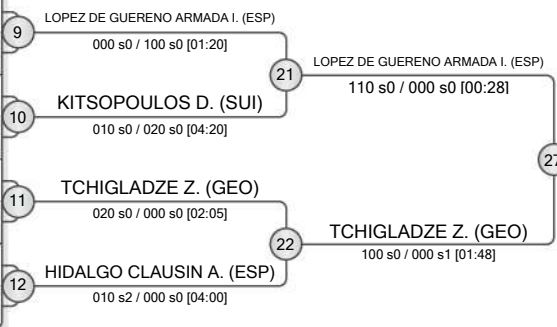 9
LOPEZ DE GUERENO ARMADA I. (ESP)
000 s0 / 100 s0 [01:20]
21
LOPEZ DE GUERENO ARMADA I. (ESP)
110 s0 / 000 s0 [00:28]
10
KITSOPOULOS D. (SUI)
010 s0 / 020 s0 [04:20]
27
11
TCHIGLADZE Z. (GEO)
020 s0 / 000 s0 [02:05]
22
TCHIGLADZE Z. (GEO)
100 s0 / 000 s1 [01:48]
12
HIDALGO CLAUSIN A. (ESP)
010 s2 / 000 s0 [04:00]